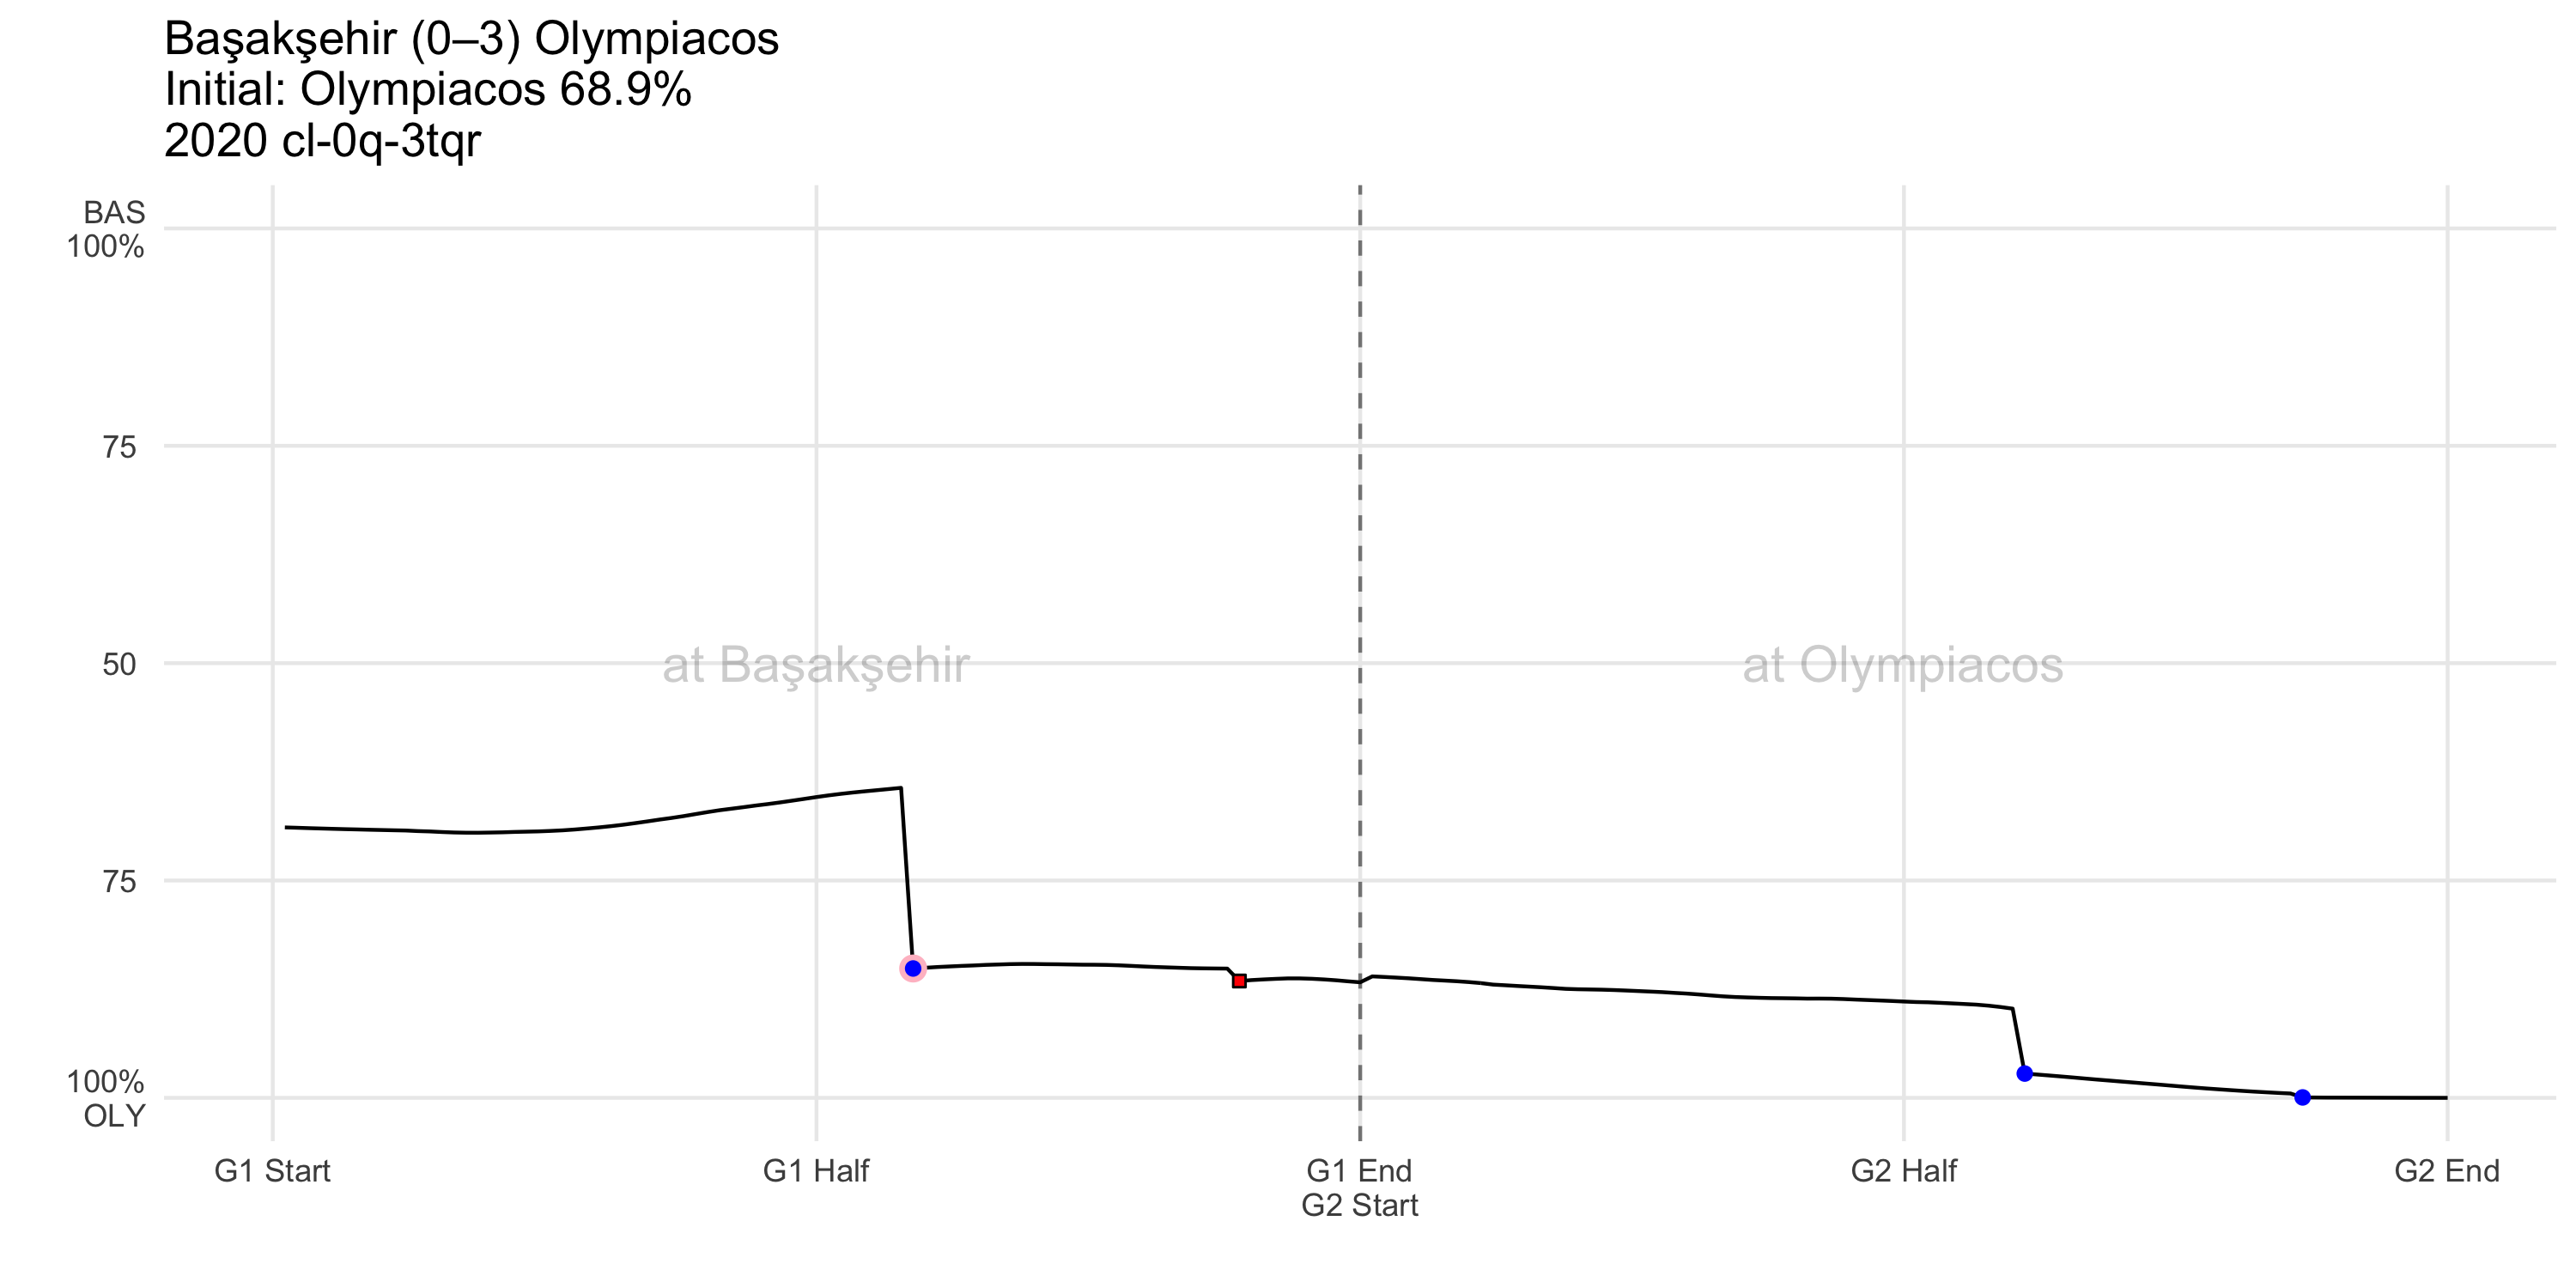 Başakşehir (0–3) Olympiacos
Initial: Olympiacos 68.9%
2020 cl-0q-3tqr
BAS
100%
75
50
75
100%
OLY
at Başakşehir
at Olympiacos
G1 Start
G1 Half
G1 End
G2 Start
G2 Half
G2 End